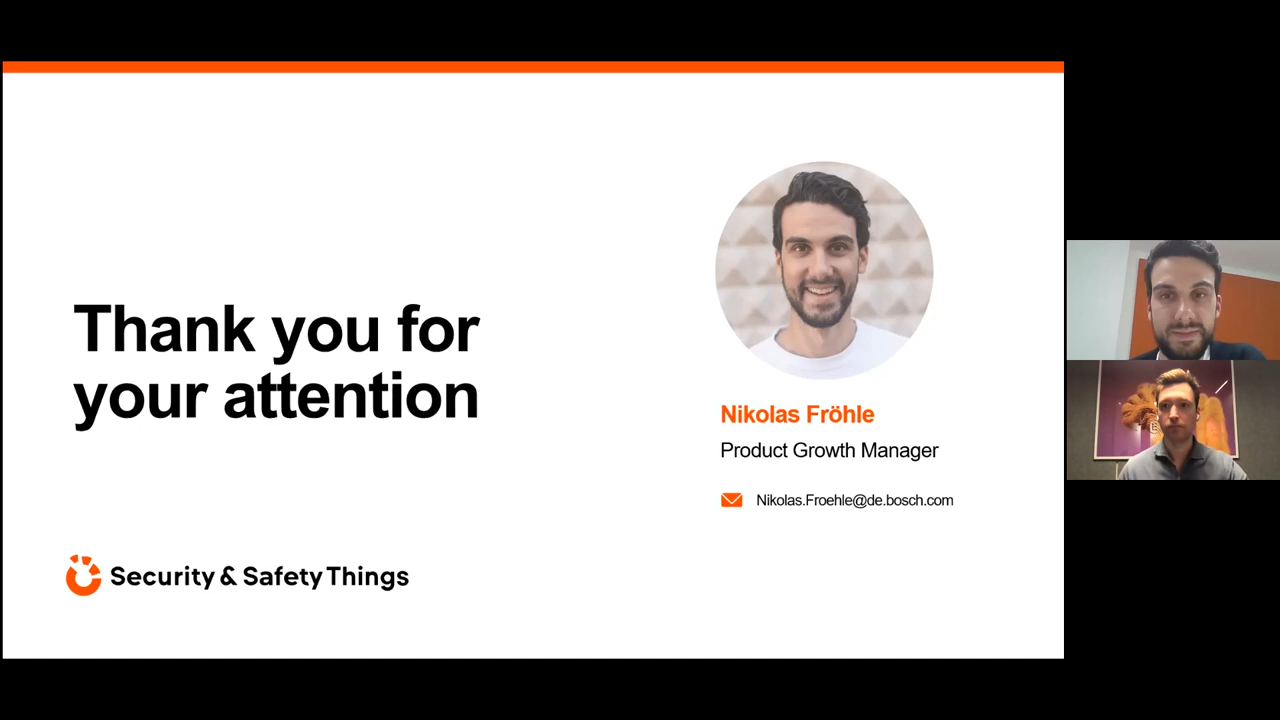 Thank you for
your attention
Nikolas Fröhle
Product Growth Manager
Nikolas.Froehle@de.bosch.com
Security & Safety Things